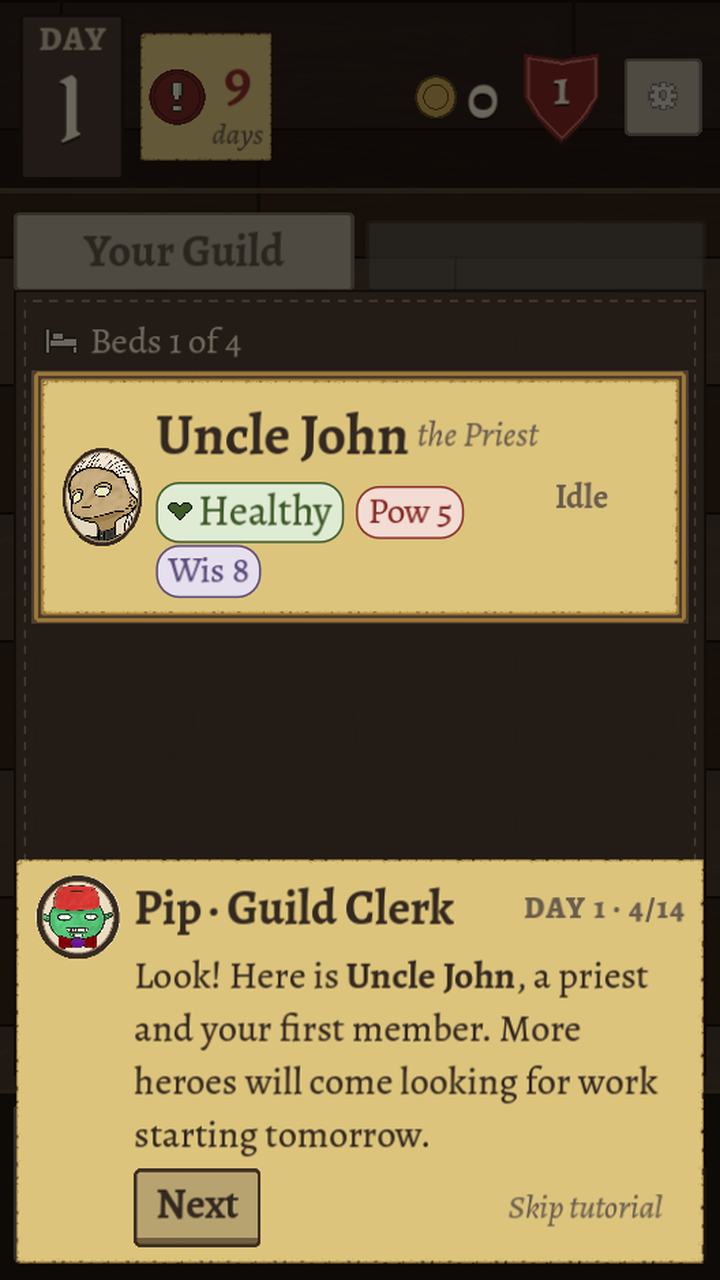 DAY
1
!
9
days
0
1
Your Guild
Beds 1 of 4
Uncle John the Priest
Healthy
Pow 5
Idle
Wis 8
Pip · Guild Clerk
DAY 1 · 4/14
Look! Here is Uncle John, a priest
and your first member. More
heroes will come looking for work
starting tomorrow.
Next
Skip tutorial